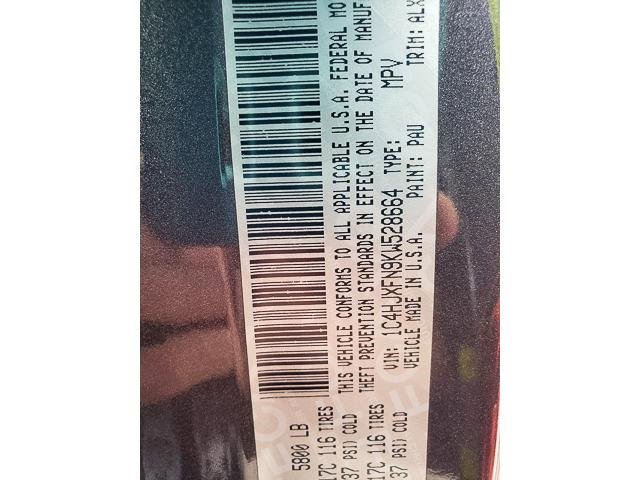 5800 LB
17C 116 TIRES
37 PSI) COLD
THIS VEHICLE CONFORMS TO ALL APPLICABLE U.S.A. FEDERAL MO
THEFT PREVENTION STANDARDS IN EFFECT ON THE DATE OF MANUF
17C 116 TIRES
37 PSI) COLD
VIN: 1C4HJXFN9KW528664 TYPE: MPV
VEHICLE MADE IN U.S.A. PAINT: PAU TRIM: ALX